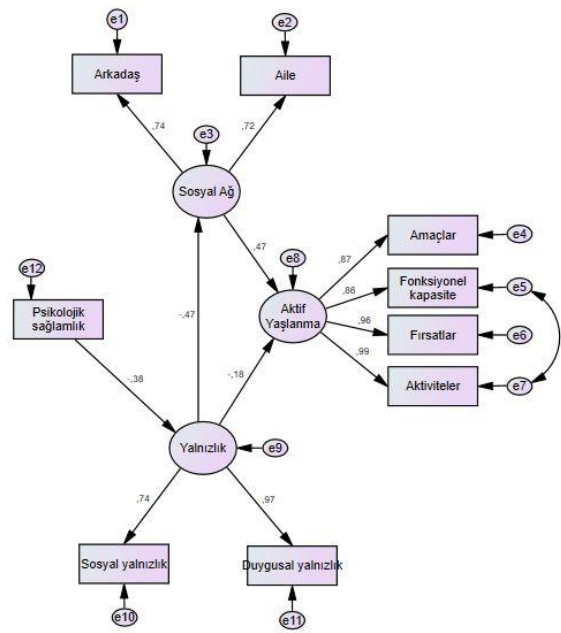 e1
e2
Arkadaş
Aile
,74
,72
e3
Sosyal Ağ
,47
e8
Aktif
Yaşlanma
,87
,86
,96
,99
Amaçlar
e4
Fonksiyonel
kapasite
e5
Fırsatlar
e6
Aktiviteler
e7
e12
Psikolojik
sağlamlık
-,47
-,38
-,18
Yalnızlık
e9
,74
,97
Sosyal yalnızlık
Duygusal yalnızlık
e10
e11